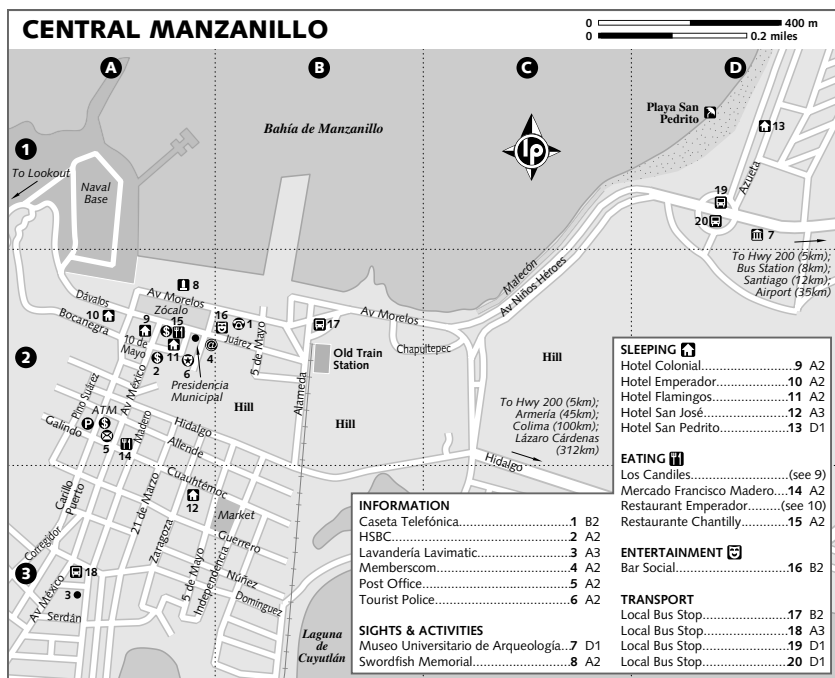 CENTRAL MANZANILLO
0 400 m
0 0.2 miles
A
B
C
D
1
2
3
Bahía de Manzanillo
Playa San
Pedrito
13
To Lookout
Naval
Base
lp
19
20
7
Azueta
To Hwy 200 (5km);
Bus Station (8km);
Santiago (12km);
Airport (35km)
Malecón
Av Niños Héroes
8
Av Morelos
Zócalo
Dávalos
Bocanegra
10
9
15
16
1
17
Av Morelos
10 de
Mayo
11
2
6
4
Juárez
5 de Mayo
Presidencia
Municipal
Old Train
Station
Chapultepec
Hill
Hill
Hill
Alameda
Pino Suárez
Av México
ATM
P
5
14
Galindo
Madero
Hidalgo
Allende
Cuauhtémoc
To Hwy 200 (5km);
Armería (45km);
Colima (100km);
Lázaro Cárdenas
(312km)
Hidalgo
Carillo
Puerto
21 de Marzo
Zaragoza
12
Market
Guerrero
5 de Mayo
Independencia
Núñez
Domínguez
Corregidor
18
3
Av México
Serdán
Laguna
de
Cuyutlán
INFORMATION
Caseta Telefónica 1 B2
HSBC 2 A2
Lavandería Lavimatic 3 A3
Memberscom 4 A2
Post Office 5 A2
Tourist Police 6 A2
SIGHTS & ACTIVITIES
Museo Universitario de Arqueología 7 D1
Swordfish Memorial 8 A2
SLEEPING
Hotel Colonial 9 A2
Hotel Emperador 10 A2
Hotel Flamingos 11 A2
Hotel San José 12 A3
Hotel San Pedrito 13 D1
EATING
Los Candiles (see 9)
Mercado Francisco Madero 14 A2
Restaurant Emperador (see 10)
Restaurante Chantilly 15 A2
ENTERTAINMENT
Bar Social 16 B2
TRANSPORT
Local Bus Stop 17 B2
Local Bus Stop 18 A3
Local Bus Stop 19 D1
Local Bus Stop 20 D1